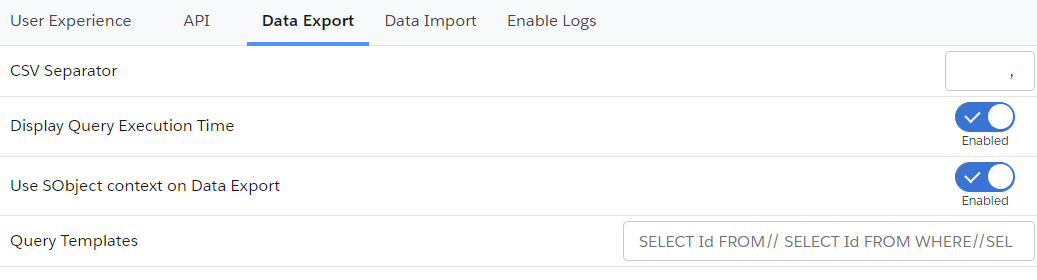 User Experience API Data Export Data Import Enable Logs
CSV Separator ,
Display Query Execution Time
Enabled
Use SObject context on Data Export
Enabled
Query Templates SELECT Id FROM// SELECT Id FROM WHERE//SEL